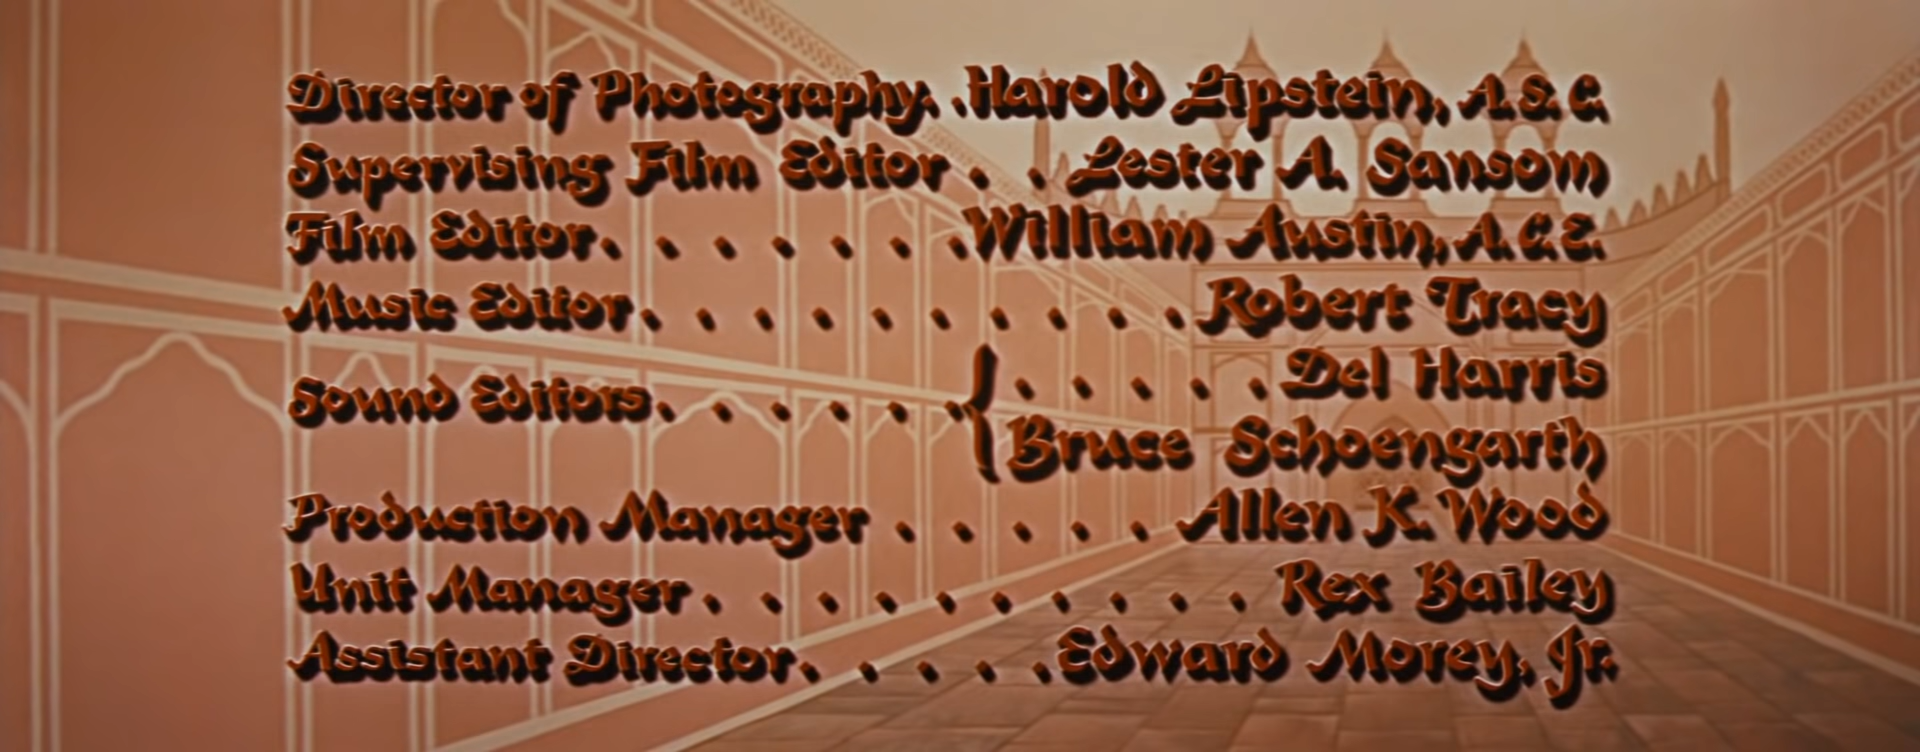 Director of Photography. .Harold Lipstein, A.S.C.
Supervising Film Editor . . Lester A. Sansom
Film Editor. . . . . . .William Austin, A.C.E.
Music Editor. . . . . . . . . .Robert Tracy
Sound Editors. . . . . .{ . . . . .Del Harris
Bruce Schoengarth
Production Manager . . . . .Allen K. Wood
Unit Manager. . . . . . . . . . Rex Bailey
Assistant Director. . . . .Edward Morey, Jr.